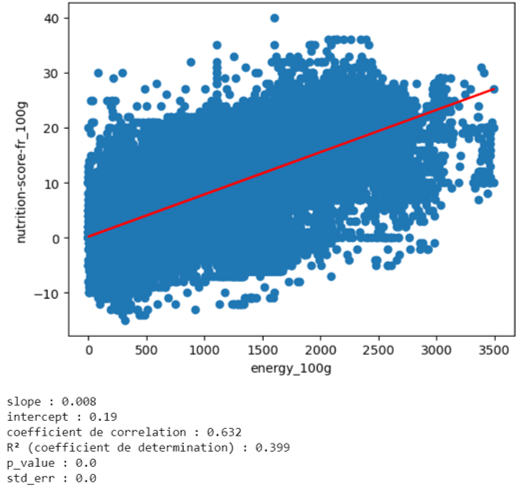 40
30
20
10
0
−10
nutrition-score-fr_100g
0 500 1000 1500 2000 2500 3000 3500
energy_100g
slope : 0.008
intercept : 0.19
coefficient de correlation : 0.632
R² (coefficient de determination) : 0.399
p_value : 0.0
std_err : 0.0